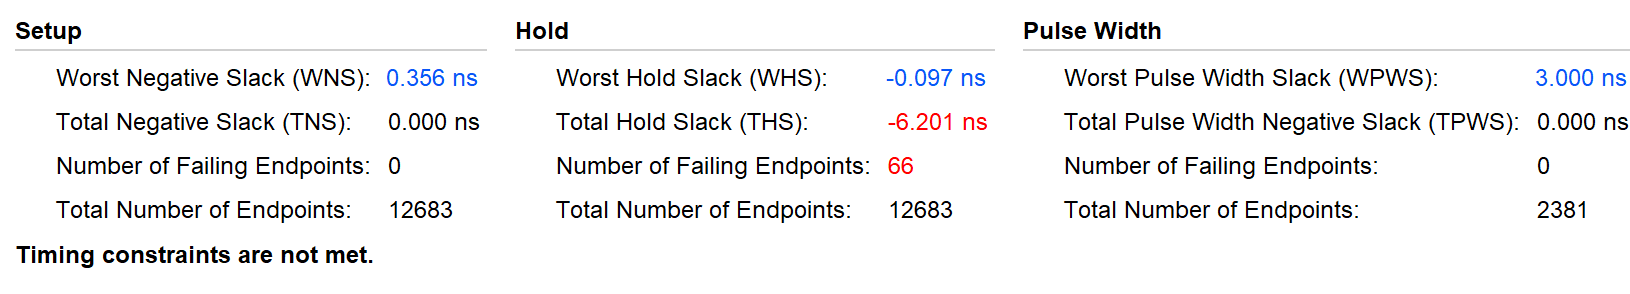 Setup Hold Pulse Width
Worst Negative Slack (WNS): 0.356 ns Worst Hold Slack (WHS): -0.097 ns Worst Pulse Width Slack (WPWS): 3.000 ns
Total Negative Slack (TNS): 0.000 ns Total Hold Slack (THS): -6.201 ns Total Pulse Width Negative Slack (TPWS): 0.000 ns
Number of Failing Endpoints: 0 Number of Failing Endpoints: 66 Number of Failing Endpoints: 0
Total Number of Endpoints: 12683 Total Number of Endpoints: 12683 Total Number of Endpoints: 2381
Timing constraints are not met.